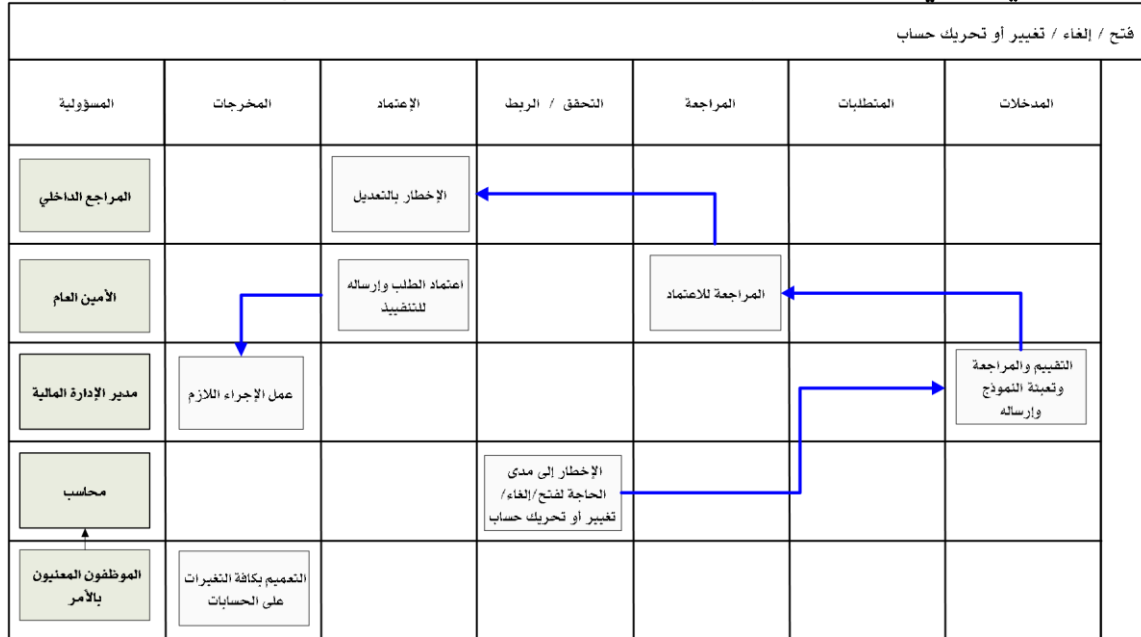 فتح / إلغاء / تغيير أو تحريك حساب
المدخلات
المتطلبات
المراجعة
التحقق / الربط
الإعتماد
المخرجات
المسؤولية
الإخطار بالتعديل
المراجع الداخلي
المراجعة للاعتماد
اعتماد الطلب وإرساله
للتنفييذ
الأمين العام
التقييم والمراجعة
وتعبئة النموذج
وإرساله
عمل الإجراء اللازم
مدير الإدارة المالية
الإخطار إلى مدى
الحاجة لفتح/إلغاء/
تغيير أو تحريك حساب
محاسب
التعميم بكافة التغيرات
على الحسابات
الموظفون المعنيون
بالأمر